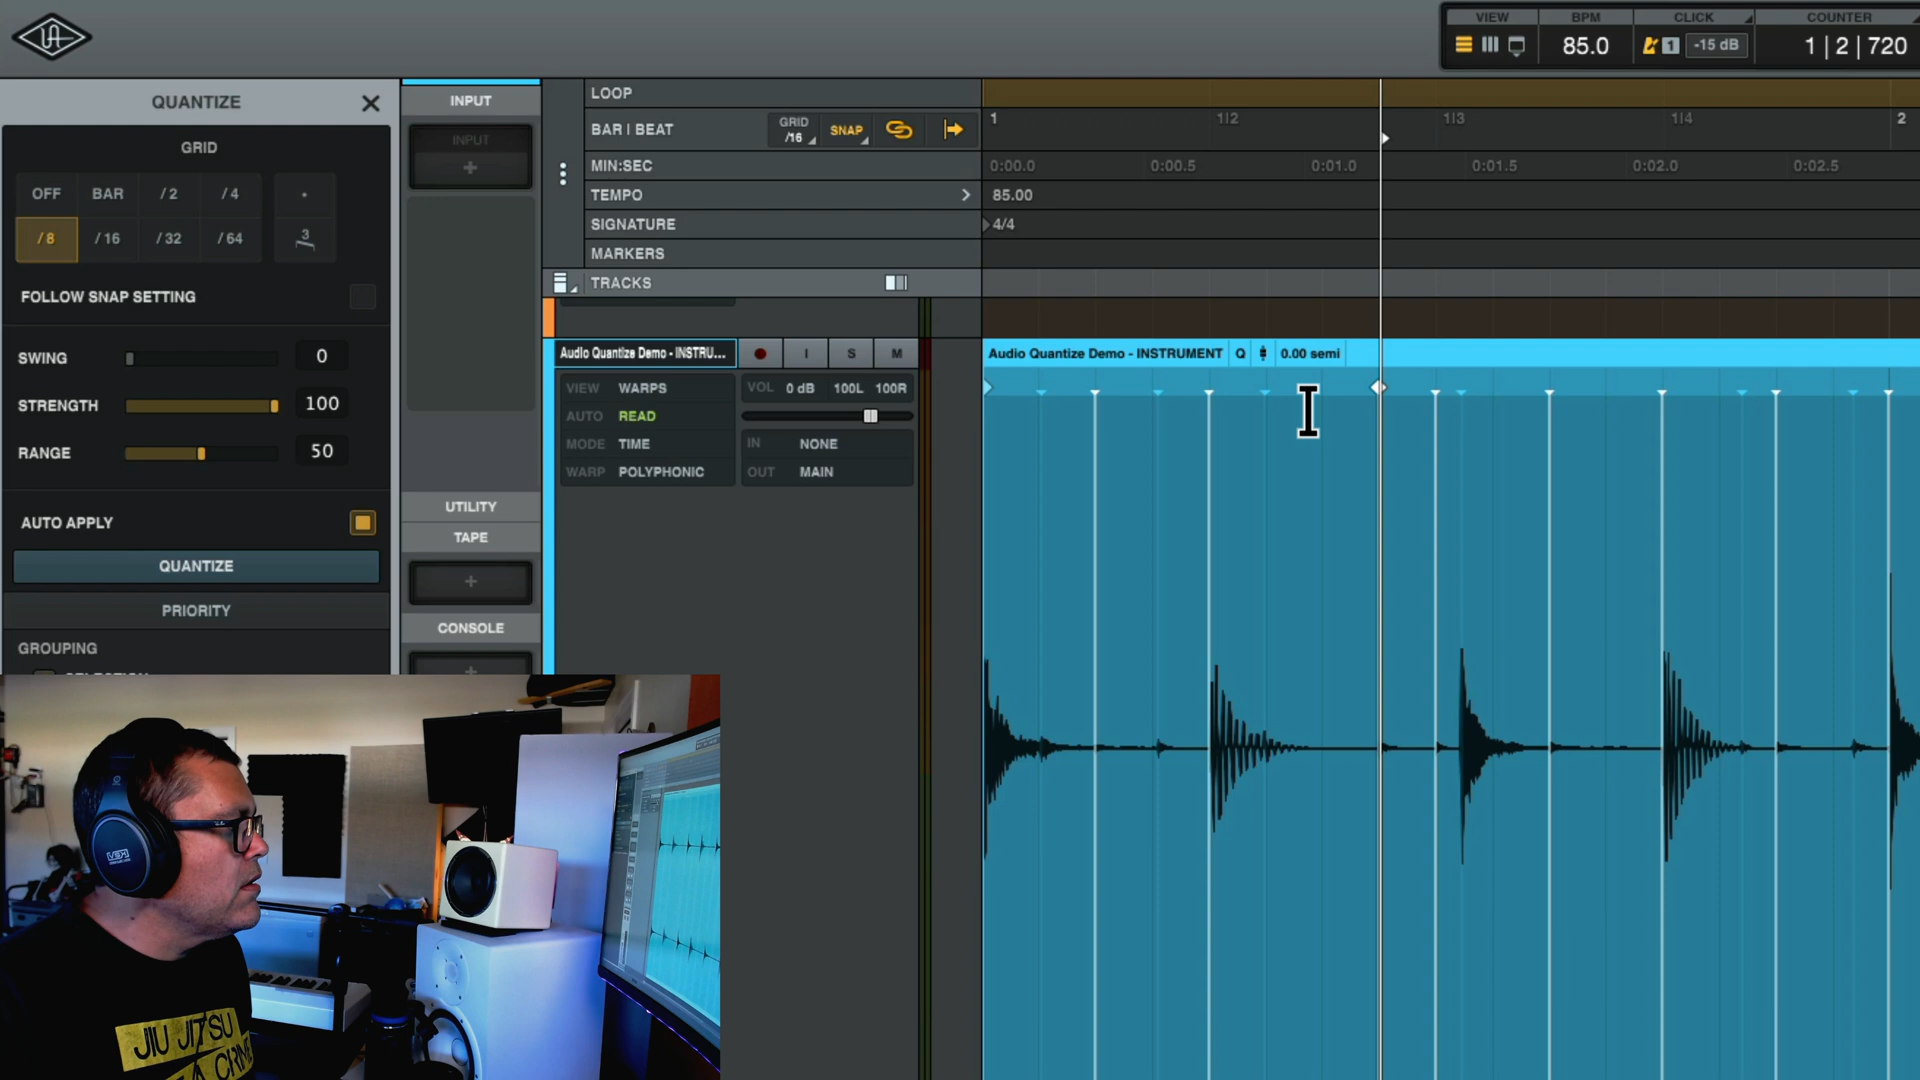 VIEW
BPM
CLICK
COUNTER
85.0
1
-15 dB
1 | 2 | 720
QUANTIZE
GRID
OFF BAR / 2 / 4 .
/ 8 / 16 / 32 / 64 3
FOLLOW SNAP SETTING
SWING 0
STRENGTH 100
RANGE 50
AUTO APPLY
QUANTIZE
PRIORITY
GROUPING
INPUT
INPUT
+
UTILITY
TAPE
+
CONSOLE
LOOP
BAR | BEAT
GRID
/16
SNAP
MIN:SEC
TEMPO
SIGNATURE
MARKERS
TRACKS
1 1|2 1|3 1|4 2
0:00.0 0:00.5 0:01.0 0:01.5 0:02.0 0:02.5
85.00
4/4
Audio Quantize Demo - INSTRU...
I S M
VIEW WARPS
AUTO READ
MODE TIME
WARP POLYPHONIC
VOL 0 dB 100L 100R
IN NONE
OUT MAIN
Audio Quantize Demo - INSTRUMENT Q 0.00 semi
JIU JITSU